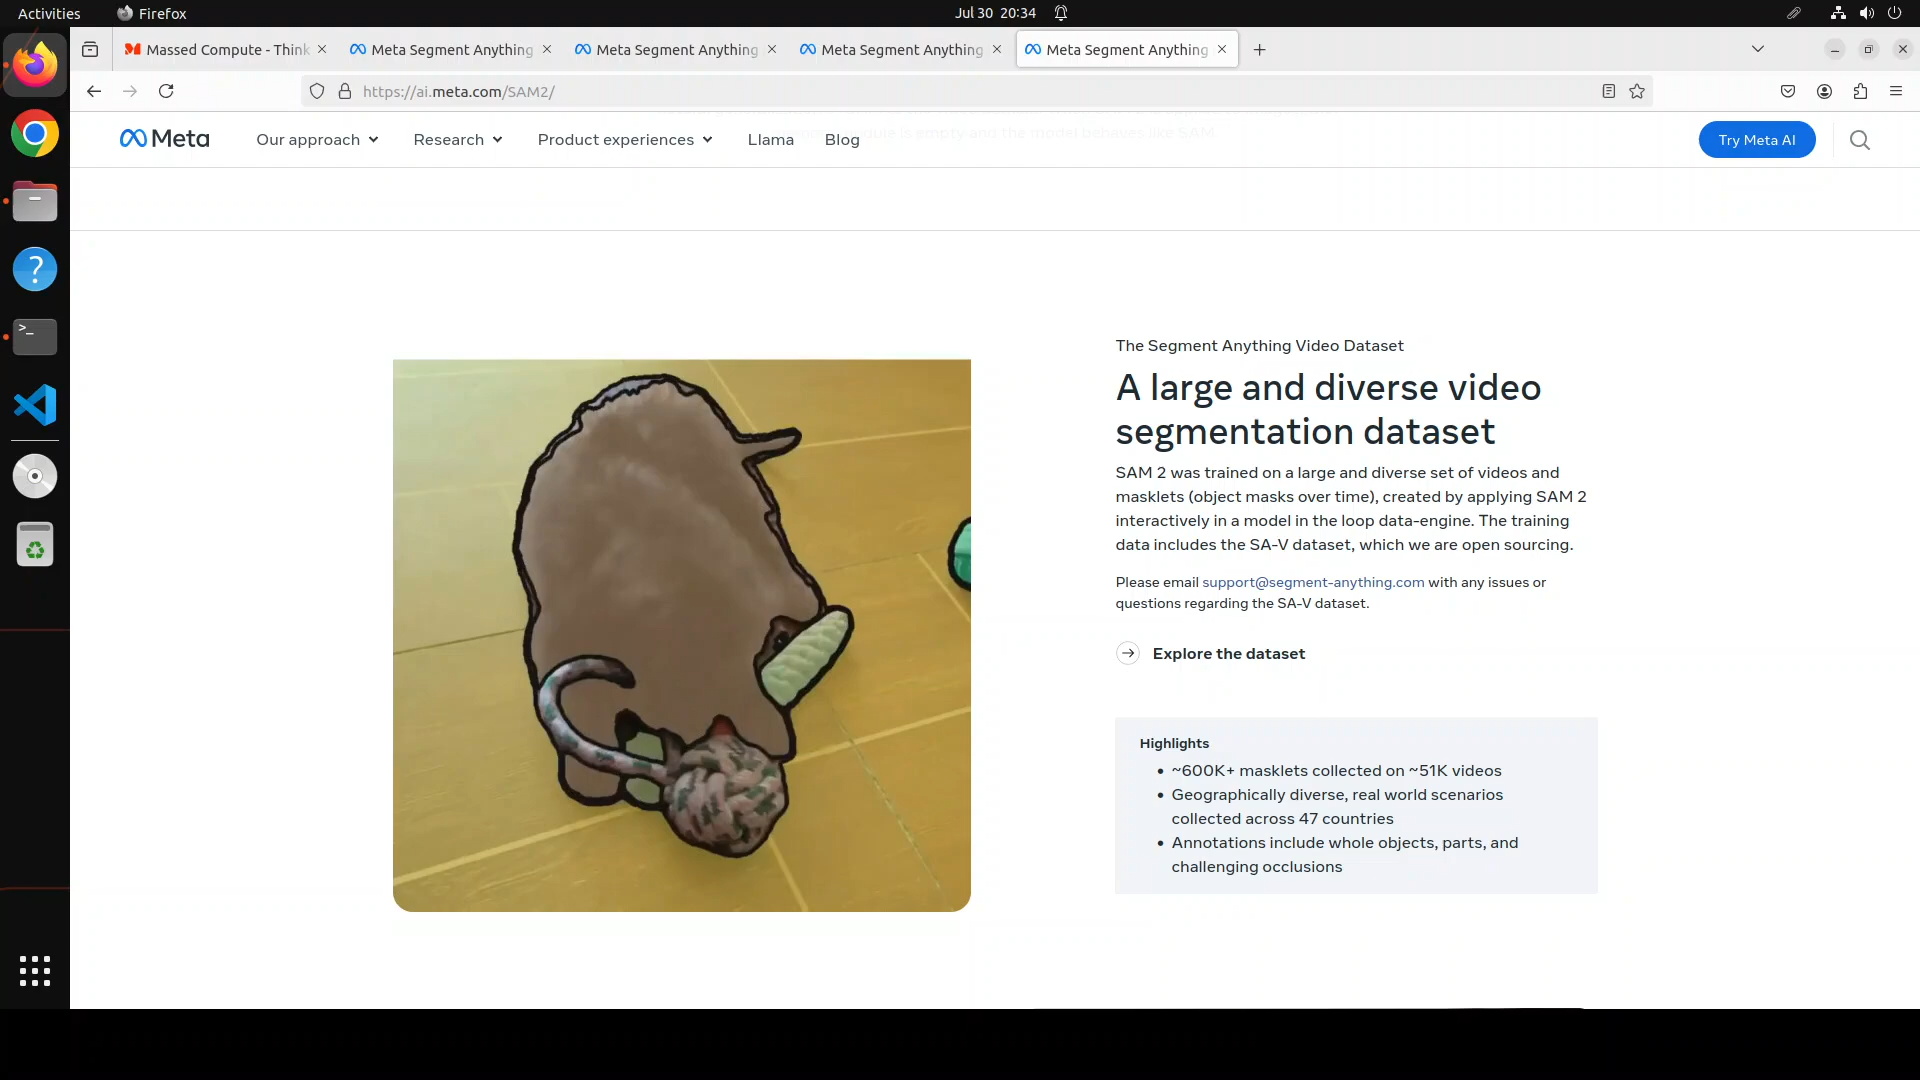 Activities
Firefox
Jul 30 20:34
Massed Compute - Think
Meta Segment Anything
Meta Segment Anything
Meta Segment Anything
Meta Segment Anything
https://ai.meta.com/SAM2/
Meta
Our approach
Research
Product experiences
Llama
Blog
Try Meta AI
The Segment Anything Video Dataset
A large and diverse video
segmentation dataset
SAM 2 was trained on a large and diverse set of videos and
masklets (object masks over time), created by applying SAM 2
interactively in a model in the loop data-engine. The training
data includes the SA-V dataset, which we are open sourcing.
Please email support@segment-anything.com with any issues or
questions regarding the SA-V dataset.
Explore the dataset
Highlights
• ~600K+ masklets collected on ~51K videos
• Geographically diverse, real world scenarios
collected across 47 countries
• Annotations include whole objects, parts, and
challenging occlusions